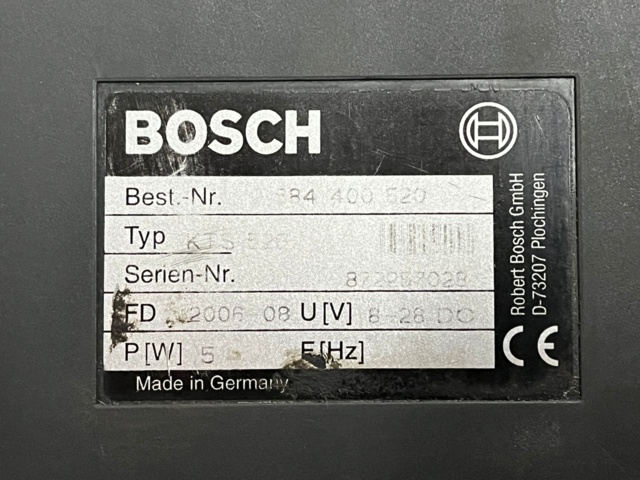 BOSCH
Best.-Nr. 684 400 520
Typ KTS
Serien-Nr.
FD 2006-08 U[V] 8-28 DC
P[W] 5 F[Hz]
Made in Germany
Robert Bosch GmbH
D-73207 Plochingen
CE